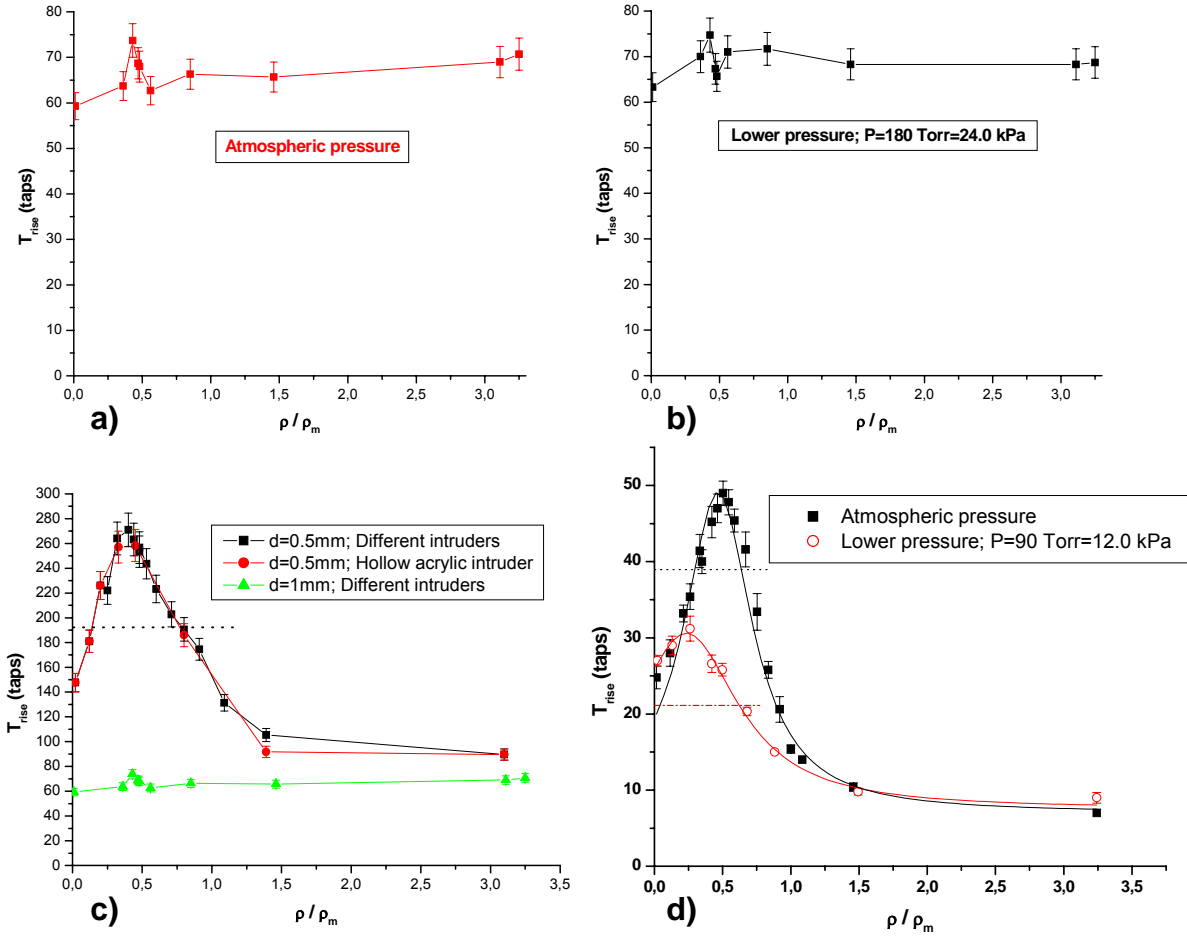 80
70
60
50
40
30
20
10
0
T_rise (taps)
Atmospheric pressure
0,0 0,5 1,0 1,5 2,0 2,5 3,0
a)
ρ / ρ_m
80
70
60
50
40
30
20
10
0
T_rise (taps)
Lower pressure; P=180 Torr=24.0 kPa
0,0 0,5 1,0 1,5 2,0 2,5 3,0
b)
ρ / ρ_m
300
280
260
240
220
200
180
160
140
120
100
80
60
40
20
0
T_rise (taps)
d=0.5mm; Different intruders
d=0.5mm; Hollow acrylic intruder
d=1mm; Different intruders
0,0 0,5 1,0 1,5 2,0 2,5 3,0 3,5
c)
ρ / ρ_m
50
40
30
20
10
0
T_rise (taps)
Atmospheric pressure
Lower pressure; P=90 Torr=12.0 kPa
0,0 0,5 1,0 1,5 2,0 2,5 3,0 3,5
d)
ρ / ρ_m